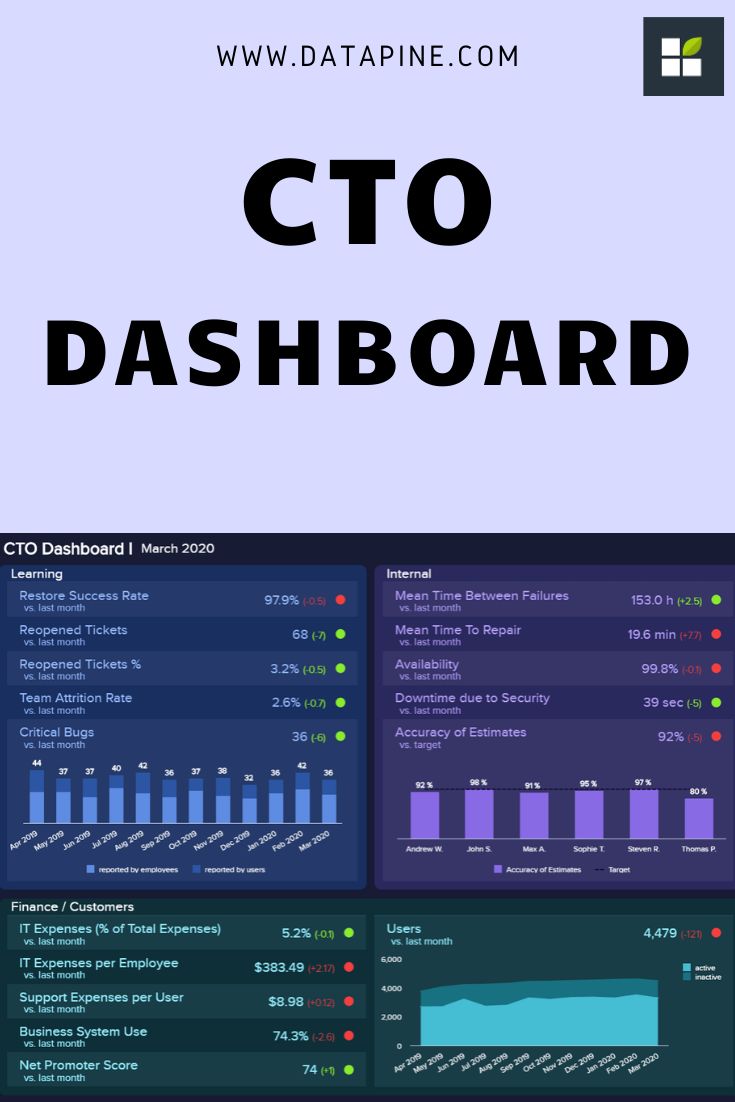 WWW.DATAPINE.COM
CTO
DASHBOARD
CTO Dashboard | March 2020
Learning
Restore Success Rate 97.9% (-0.5)
vs. last month
Reopened Tickets 68 (-7)
vs. last month
Reopened Tickets % 3.2% (-0.5)
vs. last month
Team Attrition Rate 2.6% (-0.7)
vs. last month
Critical Bugs 36 (-6)
vs. last month
44 37 37 40 42 36 37 38 32 36 42 36
Apr 2019 May 2019 Jun 2019 Jul 2019 Aug 2019 Sep 2019 Oct 2019 Nov 2019 Dec 2019 Jan 2020 Feb 2020 Mar 2020
reported by employees reported by users
Internal
Mean Time Between Failures 153.0 h (+2.5)
vs. last month
Mean Time To Repair 19.6 min (+7.7)
vs. last month
Availability 99.8% (-0.1)
vs. last month
Downtime due to Security 39 sec (-5)
vs. last month
Accuracy of Estimates 92% (-5)
vs. target
92 % 98 % 91 % 95 % 97 % 80 %
Andrew W. John S. Max A. Sophie T. Steven R. Thomas P.
Accuracy of Estimates Target
Finance / Customers
IT Expenses (% of Total Expenses) 5.2% (-0.1)
vs. last month
IT Expenses per Employee $383.49 (+2.17)
vs. last month
Support Expenses per User $8.98 (+0.12)
vs. last month
Business System Use 74.3% (-2.6)
vs. last month
Net Promoter Score 74 (+1)
vs. last month
Users 4,479 (-121)
vs. last month
6,000
4,000
2,000
0
active
inactive
Apr 2019 May 2019 Jun 2019 Jul 2019 Aug 2019 Sep 2019 Oct 2019 Nov 2019 Dec 2019 Jan 2020 Feb 2020 Mar 2020